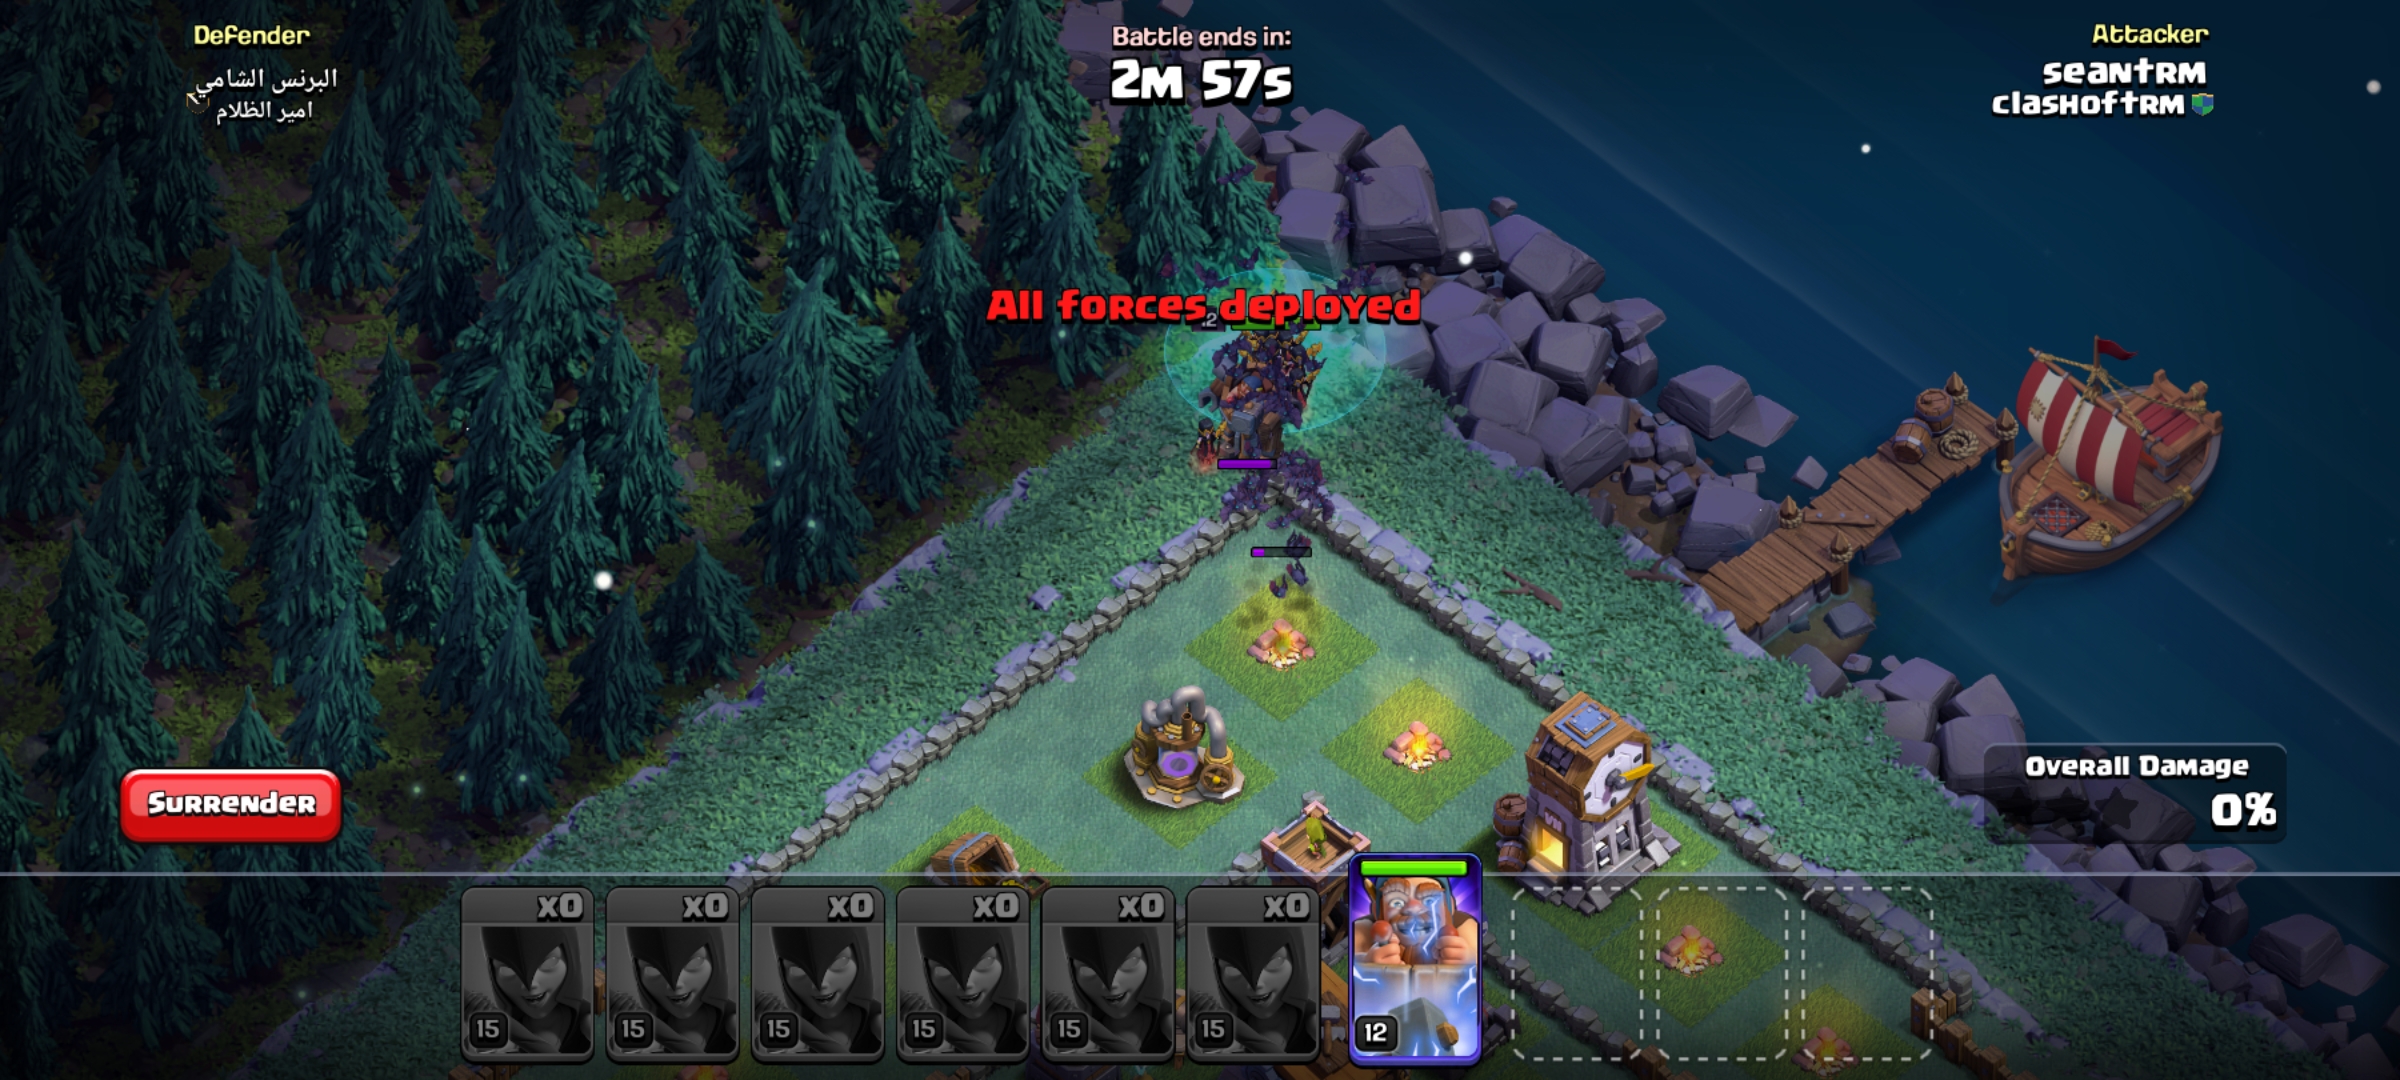 Defender
البرنس الشامي
امير الظلام
Battle ends in:
2M 57s
Attacker
seantrm
clashoftrm
All forces deployed
Surrender
Overall Damage
0%
x0 x0 x0 x0 x0 x0
15 15 15 15 15 15 12